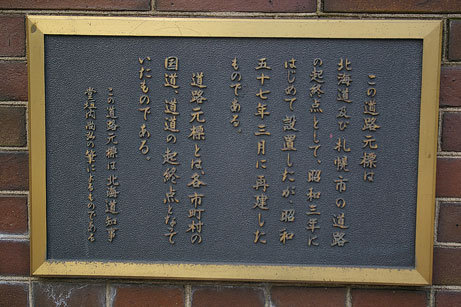 この道路元標は
北海道及び札幌市の道路
の起終点として、昭和三年に
はじめて設置したが、昭和
五十七年三月に再建した
ものである。
道路元標とは、各市町村の
国道、道道の起終点となって
いたものである。
この道路元標は北海道知事
堂垣内尚弘の筆によるものである